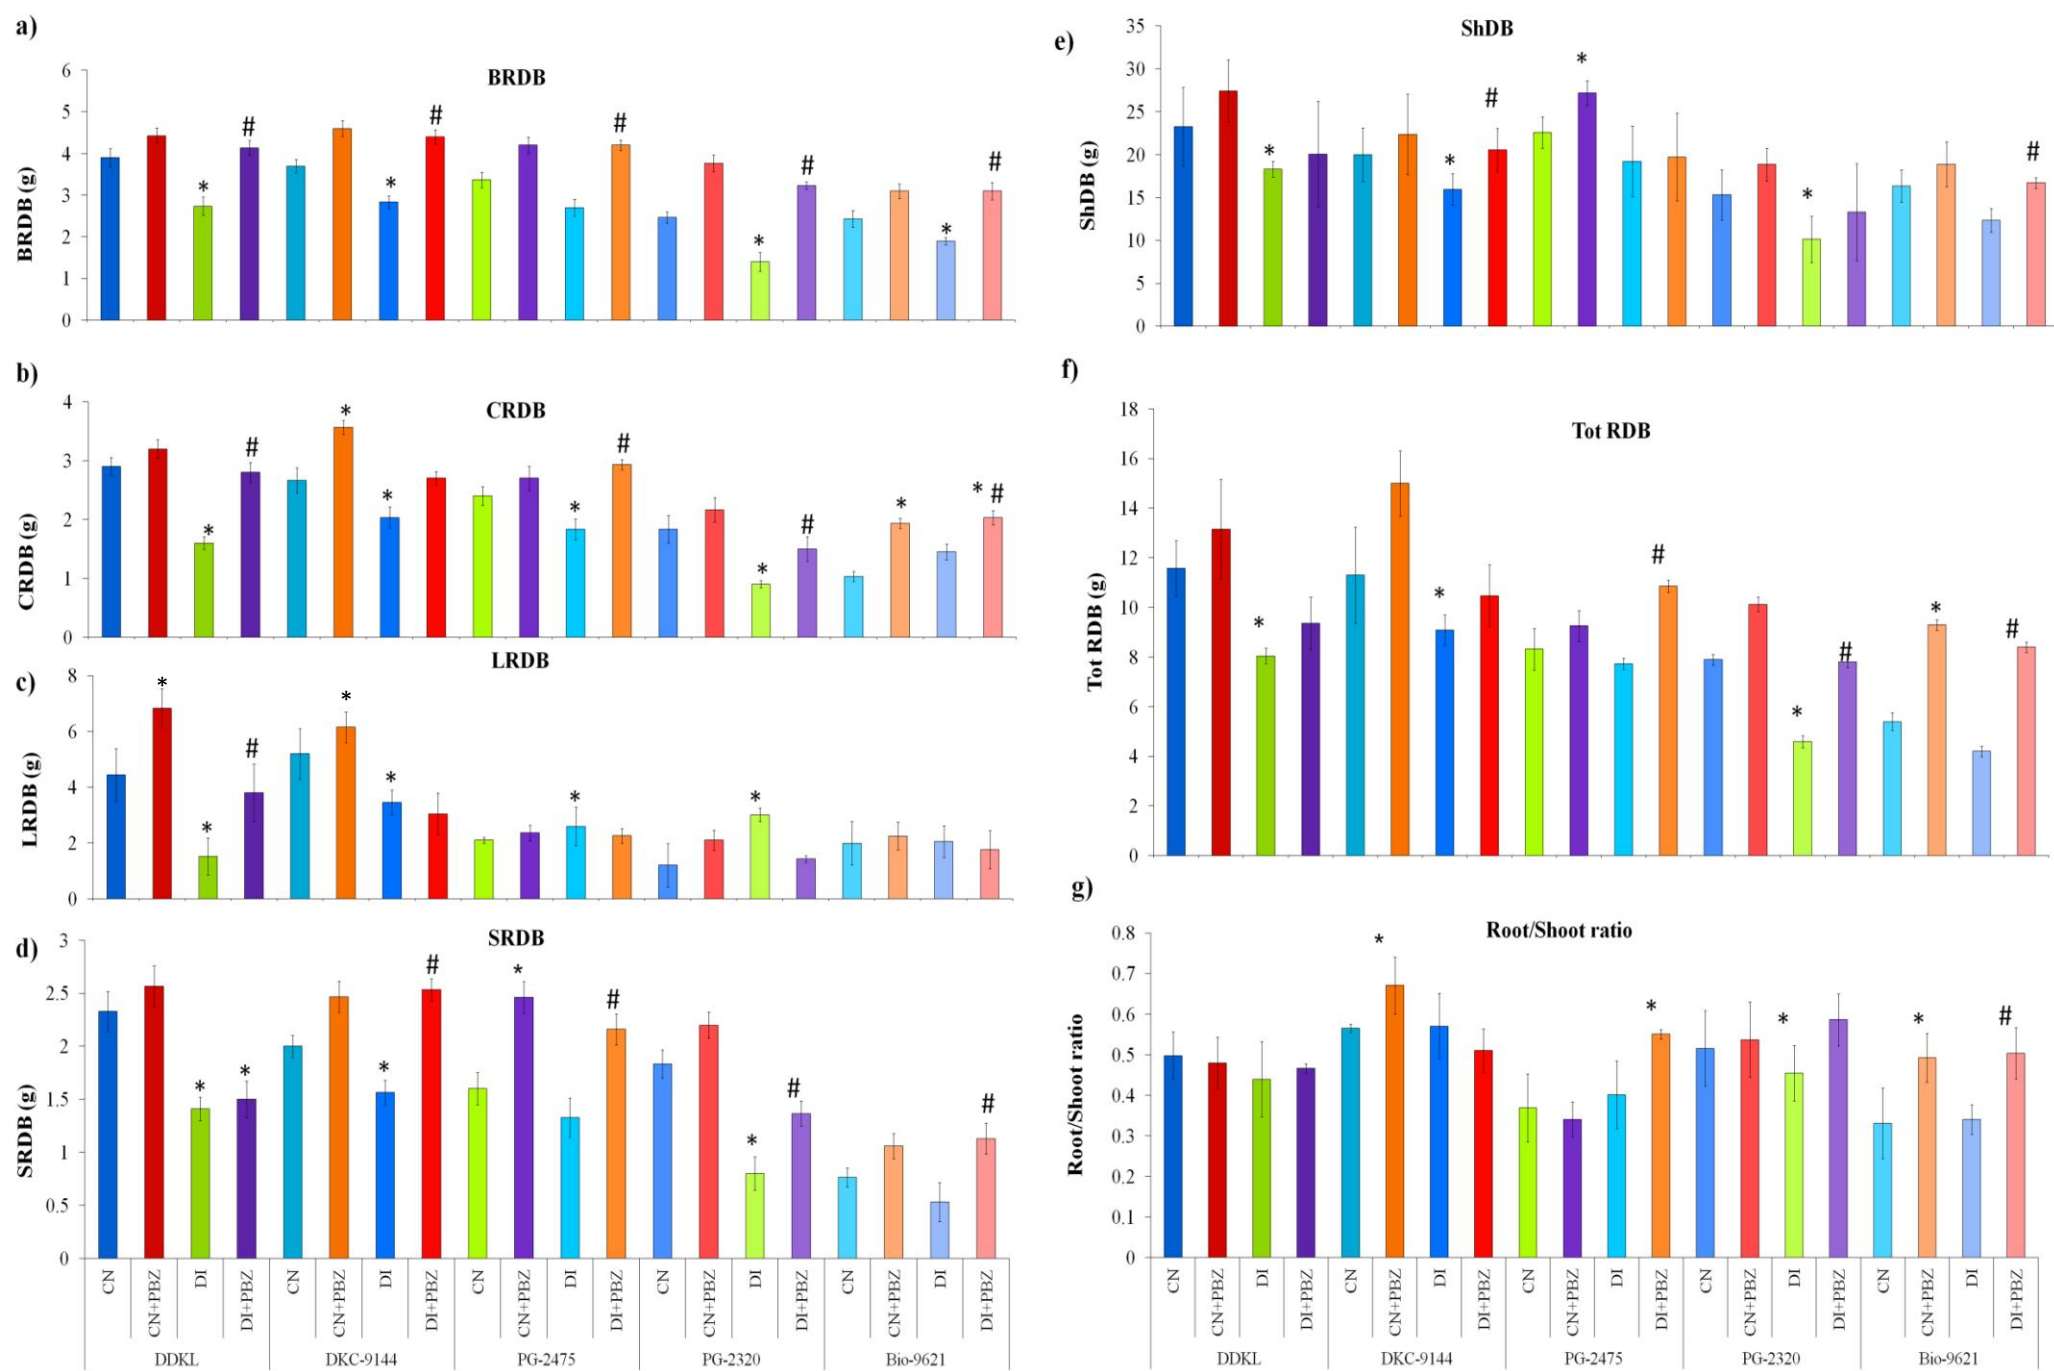 a)
BRDB
BRDB (g)
6
5
4
3
2
1
0
* # * # # * # * #
b)
CRDB
CRDB (g)
4
3
2
1
0
* # * * * # * # * * #
c)
LRDB
LRDB (g)
8
6
4
2
0
* * # * * * *
d)
SRDB
SRDB (g)
3
2.5
2
1.5
1
0.5
0
* * * # * # * # #
CN CN+PBZ DI DI+PBZ CN CN+PBZ DI DI+PBZ CN CN+PBZ DI DI+PBZ CN CN+PBZ DI DI+PBZ CN CN+PBZ DI DI+PBZ
DDKL DKC-9144 PG-2475 PG-2320 Bio-9621
e)
ShDB
ShDB (g)
35
30
25
20
15
10
5
0
* * # * * #
f)
Tot RDB
Tot RDB (g)
18
16
14
12
10
8
6
4
2
0
* * # * # * #
g)
Root/Shoot ratio
Root/Shoot ratio
0.8
0.7
0.6
0.5
0.4
0.3
0.2
0.1
0
* * * * #
CN CN+PBZ DI DI+PBZ CN CN+PBZ DI DI+PBZ CN CN+PBZ DI DI+PBZ CN CN+PBZ DI DI+PBZ CN CN+PBZ DI DI+PBZ
DDKL DKC-9144 PG-2475 PG-2320 Bio-9621